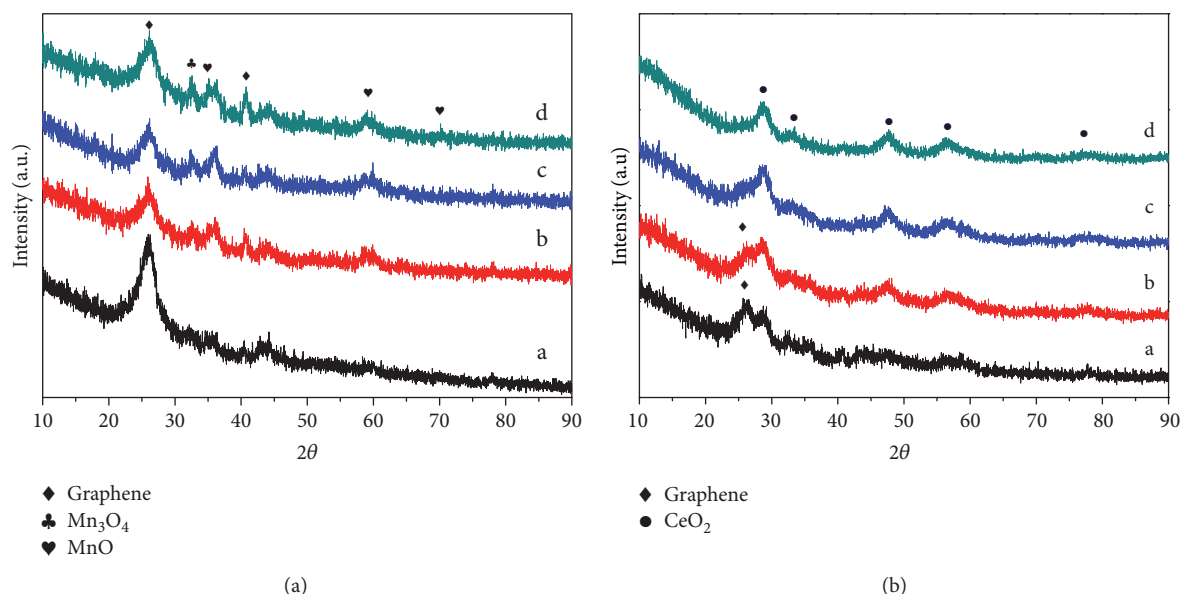 Intensity (a.u.)
d
c
b
a
10 20 30 40 50 60 70 80 90
2θ
♦ Graphene
♣ Mn₃O₄
♥ MnO
(a)
Intensity (a.u)
d
c
b
a
10 20 30 40 50 60 70 80 90
2θ
♦ Graphene
● CeO₂
(b)